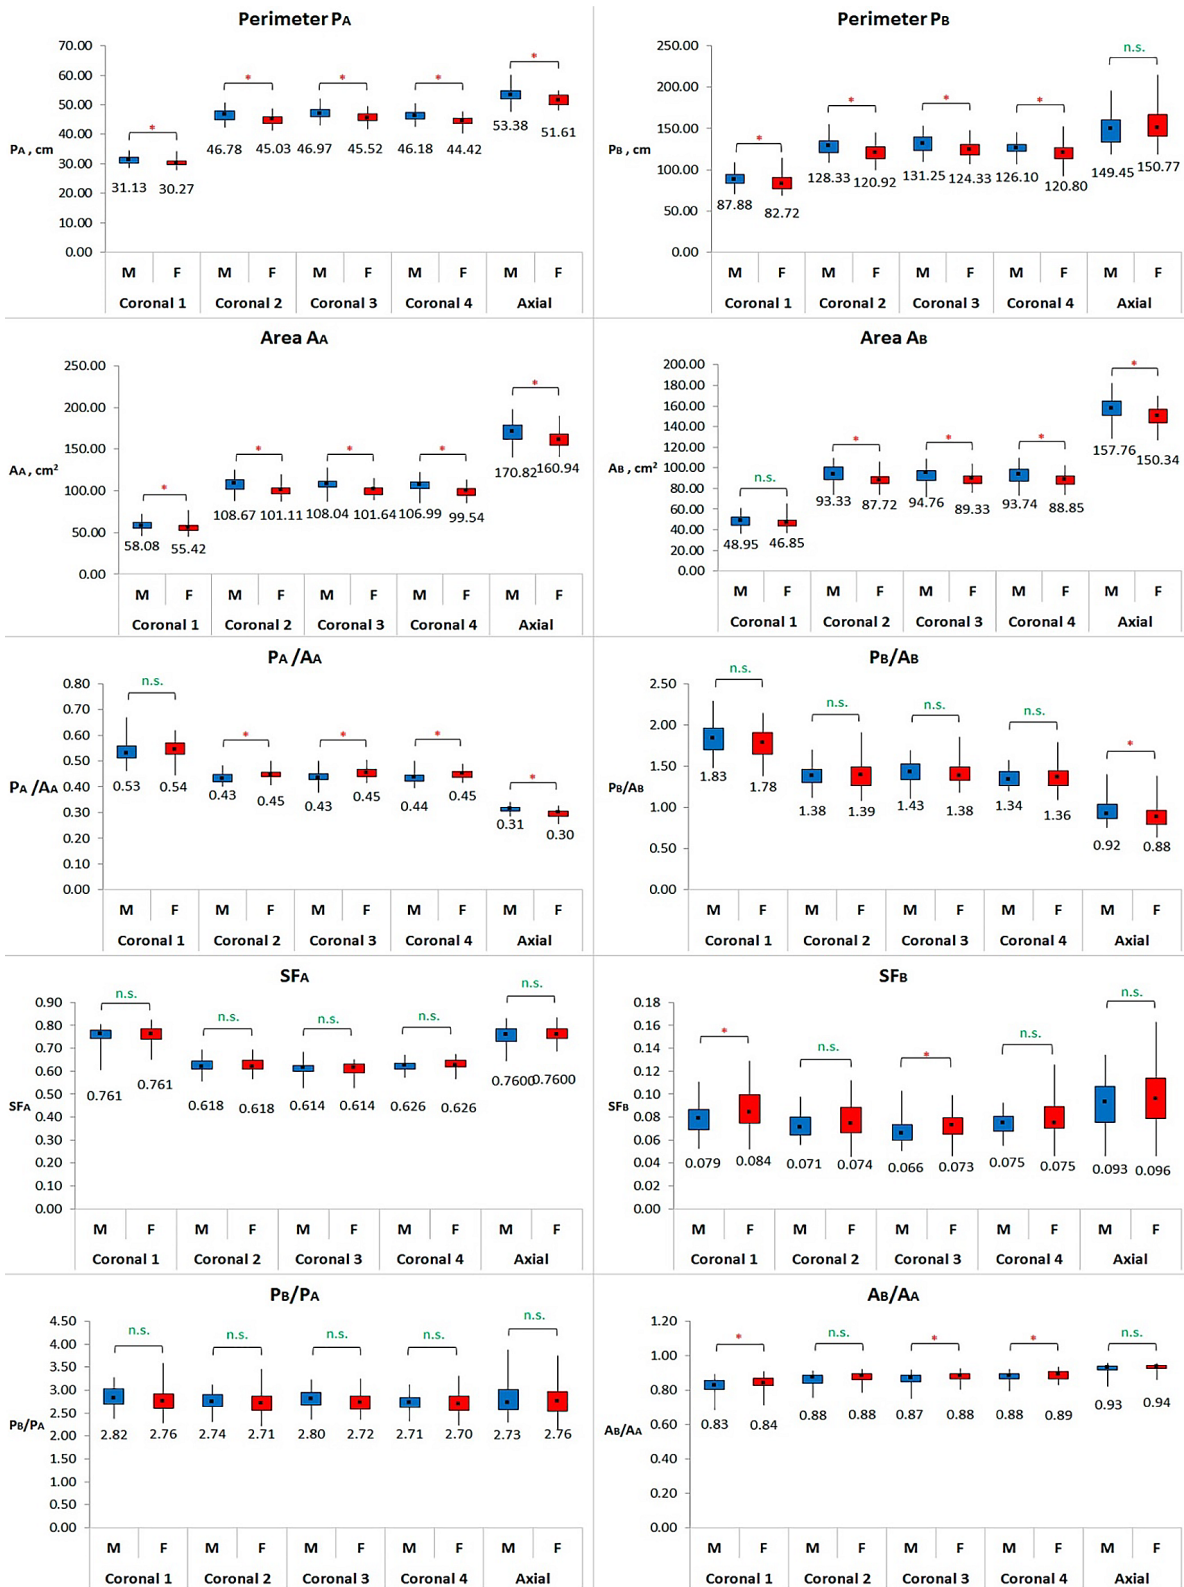 Perimeter PA
70.00
60.00
50.00
40.00
30.00
20.00
10.00
0.00
PA , cm
* * * * *
31.13 30.27 46.78 45.03 46.97 45.52 46.18 44.42 53.38 51.61
M F M F M F M F M F
Coronal 1 Coronal 2 Coronal 3 Coronal 4 Axial
Perimeter PB
250.00
200.00
150.00
100.00
50.00
0.00
PB , cm
* * * * n.s.
87.88 82.72 128.33 120.92 131.25 124.33 126.10 120.80 149.45 150.77
M F M F M F M F M F
Coronal 1 Coronal 2 Coronal 3 Coronal 4 Axial
Area AA
250.00
200.00
150.00
100.00
50.00
0.00
AA , cm²
* * * * *
58.08 55.42 108.67 101.11 108.04 101.64 106.99 99.54 170.82 160.94
M F M F M F M F M F
Coronal 1 Coronal 2 Coronal 3 Coronal 4 Axial
Area AB
200.00
180.00
160.00
140.00
120.00
100.00
80.00
60.00
40.00
20.00
0.00
AB , cm²
n.s. * * * *
48.95 46.85 93.33 87.72 94.76 89.33 93.74 88.85 157.76 150.34
M F M F M F M F M F
Coronal 1 Coronal 2 Coronal 3 Coronal 4 Axial
PA /AA
0.80
0.70
0.60
0.50
0.40
0.30
0.20
0.10
0.00
PA /AA
n.s. * * * *
0.53 0.54 0.43 0.45 0.43 0.45 0.44 0.45 0.31 0.30
M F M F M F M F M F
Coronal 1 Coronal 2 Coronal 3 Coronal 4 Axial
PB/AB
2.50
2.00
1.50
1.00
0.50
0.00
PB/AB
n.s. n.s. n.s. n.s. *
1.83 1.78 1.38 1.39 1.43 1.38 1.34 1.36 0.92 0.88
M F M F M F M F M F
Coronal 1 Coronal 2 Coronal 3 Coronal 4 Axial
SFA
0.90
0.80
0.70
0.60
0.50
0.40
0.30
0.20
0.10
0.00
SFA
n.s. n.s. n.s. n.s. n.s.
0.761 0.761 0.618 0.618 0.614 0.614 0.626 0.626 0.7600 0.7600
M F M F M F M F M F
Coronal 1 Coronal 2 Coronal 3 Coronal 4 Axial
SFB
0.18
0.16
0.14
0.12
0.10
0.08
0.06
0.04
0.02
0.00
SFB
* n.s. * n.s. n.s.
0.079 0.084 0.071 0.074 0.066 0.073 0.075 0.075 0.093 0.096
M F M F M F M F M F
Coronal 1 Coronal 2 Coronal 3 Coronal 4 Axial
PB/PA
4.50
4.00
3.50
3.00
2.50
2.00
1.50
1.00
0.50
0.00
PB/PA
n.s. n.s. n.s. n.s. n.s.
2.82 2.76 2.74 2.71 2.80 2.72 2.71 2.70 2.73 2.76
M F M F M F M F M F
Coronal 1 Coronal 2 Coronal 3 Coronal 4 Axial
AB/AA
1.20
1.00
0.80
0.60
0.40
0.20
0.00
AB/AA
* n.s. * * n.s.
0.83 0.84 0.88 0.88 0.87 0.88 0.88 0.89 0.93 0.94
M F M F M F M F M F
Coronal 1 Coronal 2 Coronal 3 Coronal 4 Axial